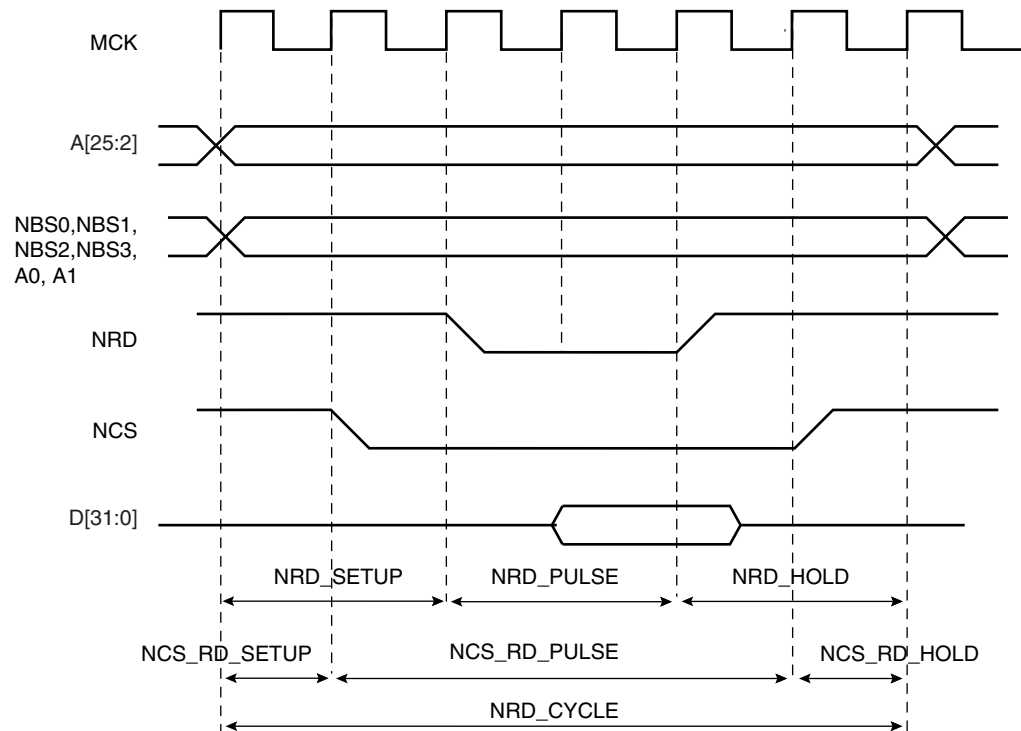 MCK
A[25:2]
NBS0,NBS1,
NBS2,NBS3,
A0, A1
NRD
NCS
D[31:0]
NRD_SETUP
NRD_PULSE
NRD_HOLD
NCS_RD_SETUP
NCS_RD_PULSE
NCS_RD_HOLD
NRD_CYCLE